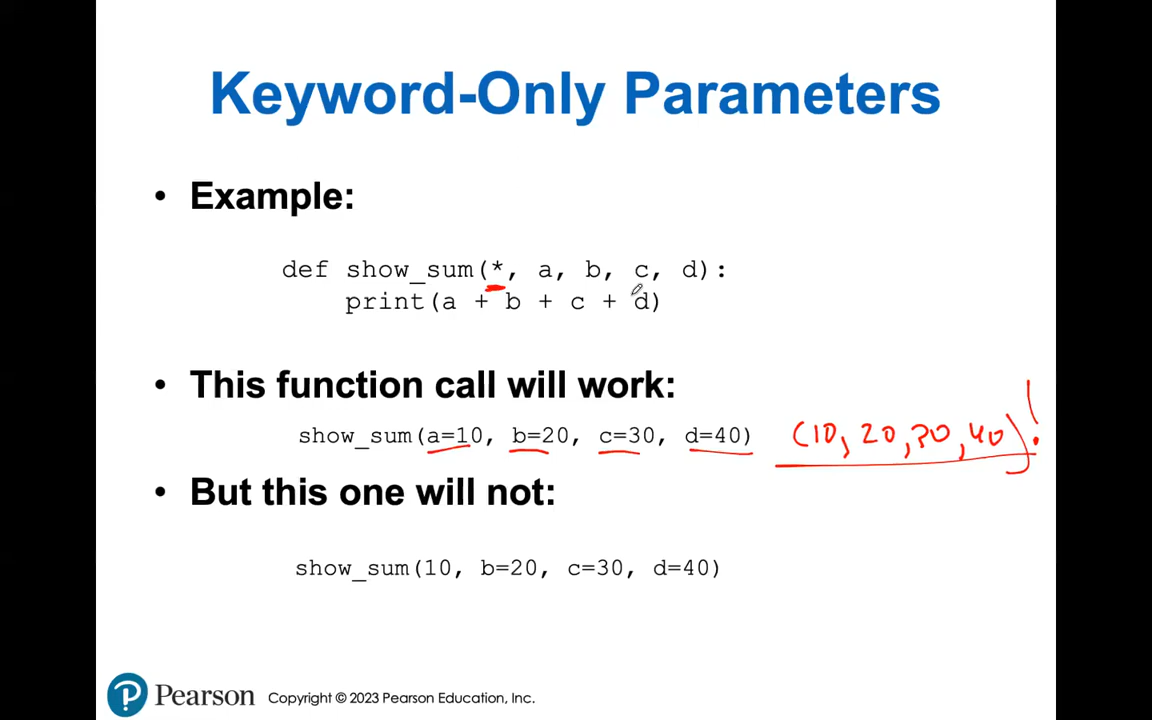 Keyword-Only Parameters
• Example:
def show_sum(*, a, b, c, d):
print(a + b + c + d)
• This function call will work:
show_sum(a=10, b=20, c=30, d=40) (10, 20, 30, 40)!
• But this one will not:
show_sum(10, b=20, c=30, d=40)
Pearson Copyright © 2023 Pearson Education, Inc.